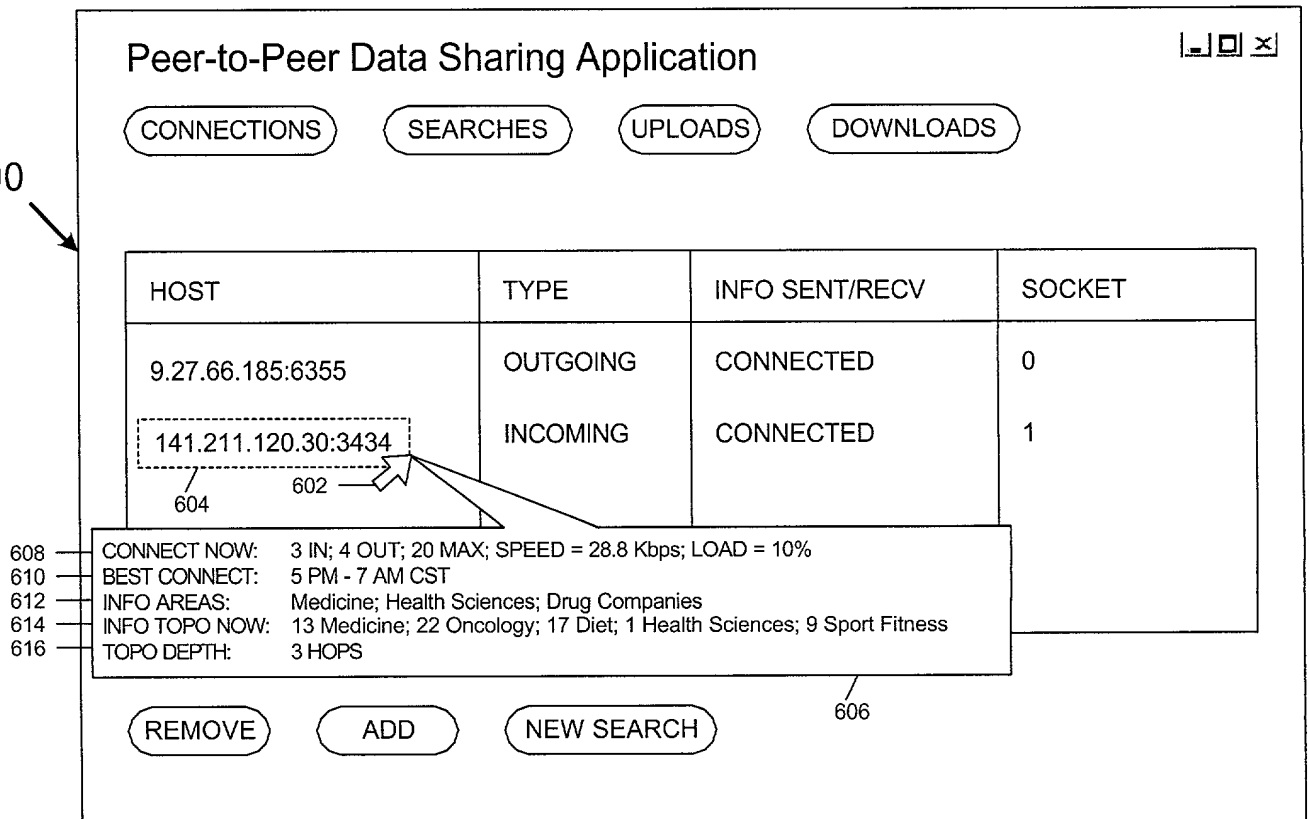 Peer-to-Peer Data Sharing Application
CONNECTIONS SEARCHES UPLOADS DOWNLOADS
HOST TYPE INFO SENT/RECV SOCKET
9.27.66.185:6355 OUTGOING CONNECTED 0
141.211.120.30:3434 INCOMING CONNECTED 1
604 602
608 CONNECT NOW: 3 IN; 4 OUT; 20 MAX; SPEED = 28.8 Kbps; LOAD = 10%
610 BEST CONNECT: 5 PM - 7 AM CST
612 INFO AREAS: Medicine; Health Sciences; Drug Companies
614 INFO TOPO NOW: 13 Medicine; 22 Oncology; 17 Diet; 1 Health Sciences; 9 Sport Fitness
616 TOPO DEPTH: 3 HOPS
606
REMOVE ADD NEW SEARCH